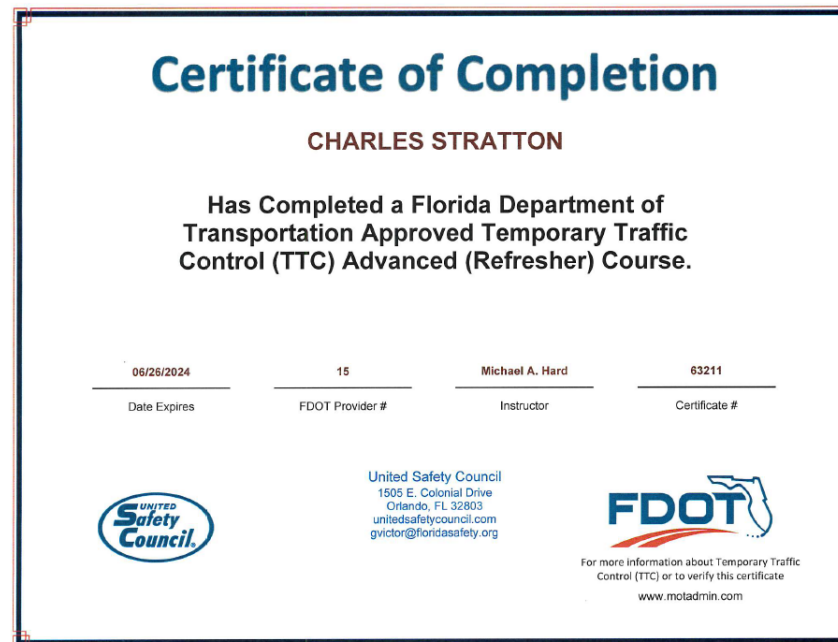 Certificate of Completion
CHARLES STRATTON
Has Completed a Florida Department of
Transportation Approved Temporary Traffic
Control (TTC) Advanced (Refresher) Course.
06/26/2024
Date Expires
15
FDOT Provider #
Michael A. Hard
Instructor
63211
Certificate #
UNITED
Safety
Council.
United Safety Council
1505 E. Colonial Drive
Orlando, FL 32803
unitedsafetycouncil.com
gvictor@floridasafety.org
FDOT
For more information about Temporary Traffic
Control (TTC) or to verify this certificate
www.motadmin.com